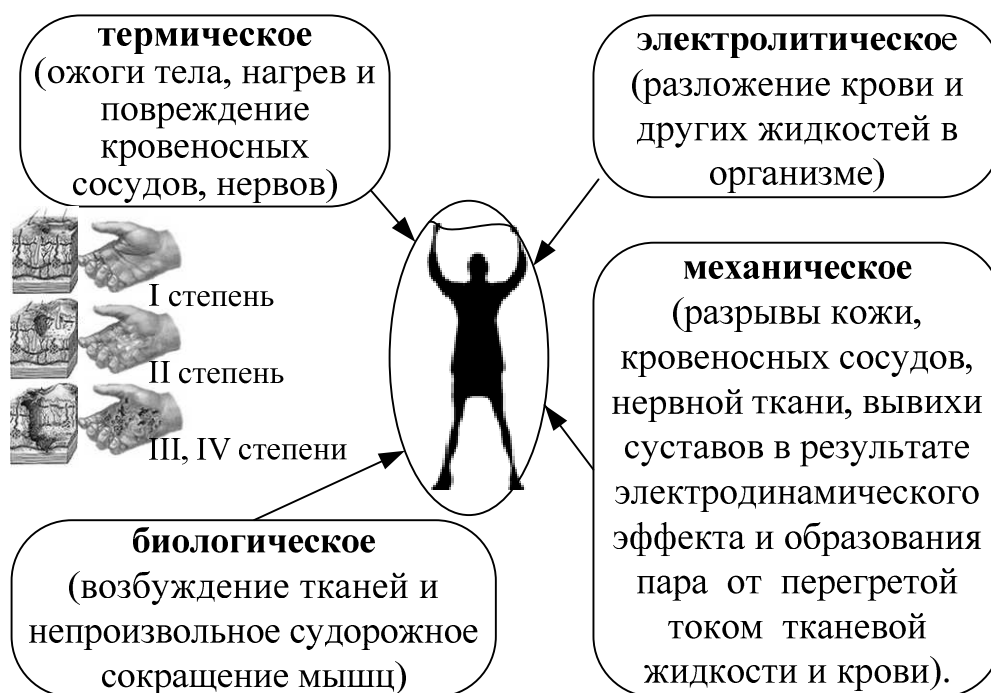 термическое
(ожоги тела, нагрев и
повреждение
кровеносных
сосудов, нервов)
электролитическое
(разложение крови и
других жидкостей в
организме)
I степень
II степень
III, IV степени
механическое
(разрывы кожи,
кровеносных сосудов,
нервной ткани, вывихи
суставов в результате
электродинамического
эффекта и образования
пара от перегретой
током тканевой
жидкости и крови).
биологическое
(возбуждение тканей и
непроизвольное судорожное
сокращение мышц)